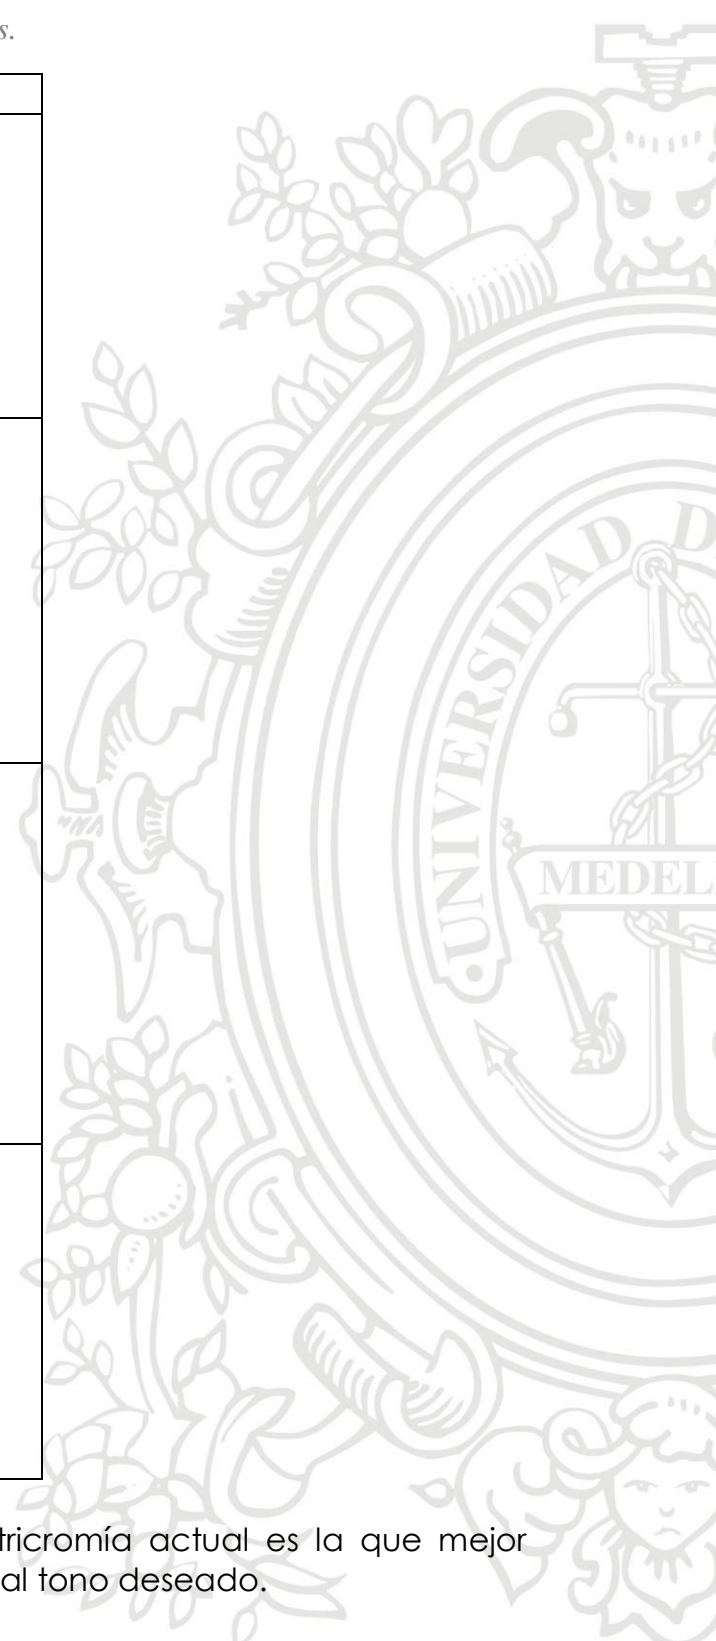 s.
UNIVERSIDAD D
MEDEL
tricromía actual es la que mejor
al tono deseado.